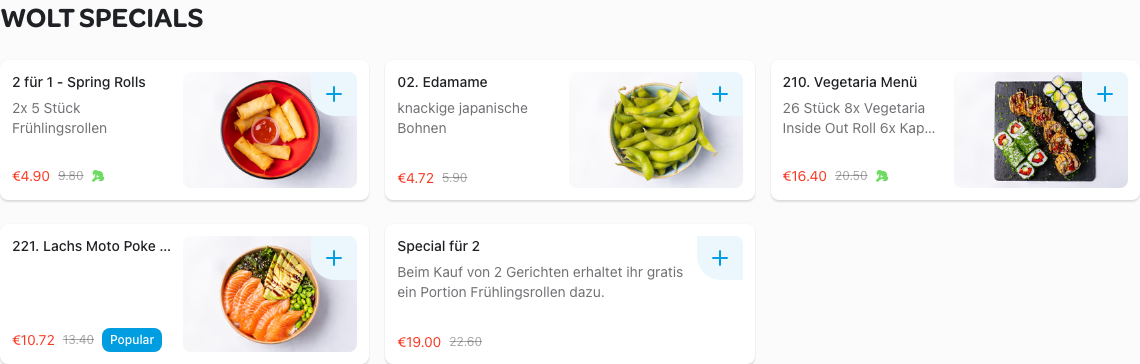 WOLT SPECIALS
2 für 1 - Spring Rolls
2x 5 Stück
Frühlingsrollen
€4.90 9.80
02. Edamame
knackige japanische
Bohnen
€4.72 5.90
210. Vegetaria Menü
26 Stück 8x Vegetaria
Inside Out Roll 6x Kap...
€16.40 20.50
221. Lachs Moto Poke ...
€10.72 13.40 Popular
Special für 2
Beim Kauf von 2 Gerichten erhaltet ihr gratis
ein Portion Frühlingsrollen dazu.
€19.00 22.60